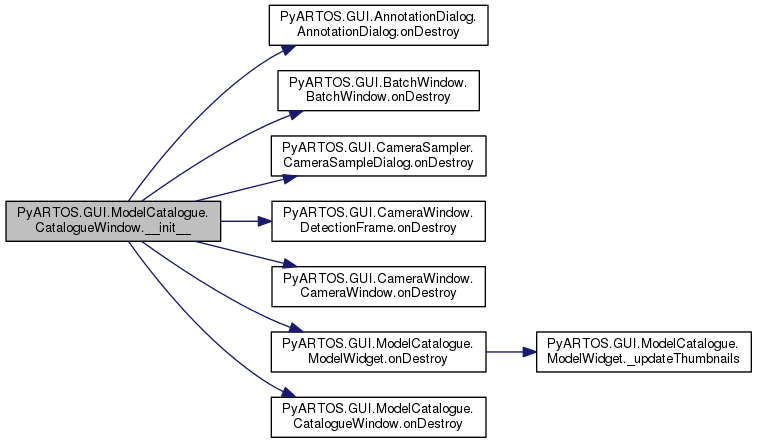 PyARTOS.GUI.AnnotationDialog.
AnnotationDialog.onDestroy
PyARTOS.GUI.BatchWindow.
BatchWindow.onDestroy
PyARTOS.GUI.CameraSampler.
CameraSampleDialog.onDestroy
PyARTOS.GUI.ModelCatalogue.
CatalogueWindow.__init__
PyARTOS.GUI.CameraWindow.
DetectionFrame.onDestroy
PyARTOS.GUI.CameraWindow.
CameraWindow.onDestroy
PyARTOS.GUI.ModelCatalogue.
ModelWidget.onDestroy
PyARTOS.GUI.ModelCatalogue.
ModelWidget._updateThumbnails
PyARTOS.GUI.ModelCatalogue.
CatalogueWindow.onDestroy